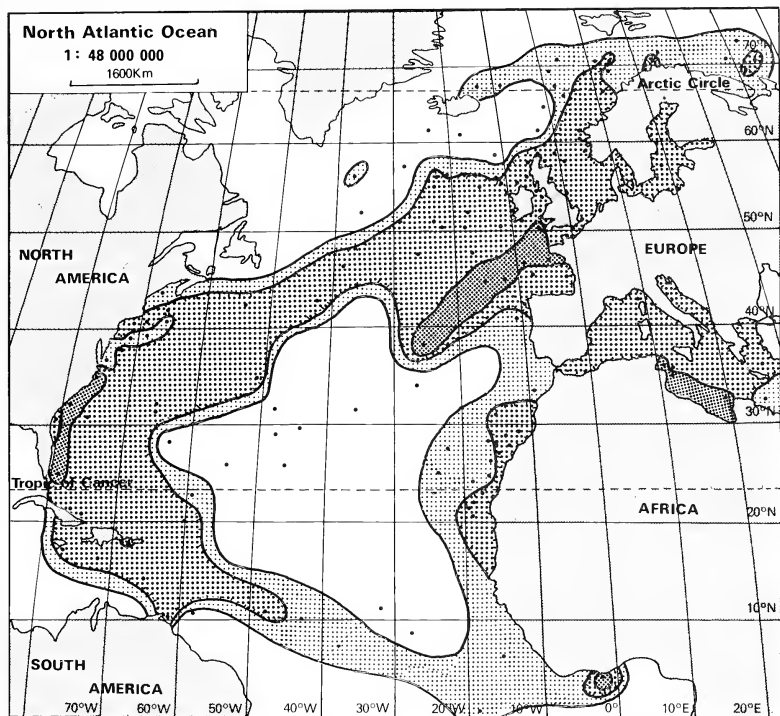 North Atlantic Ocean
1: 48 000 000
1600Km
70°
Arctic Circle
60°N
50°N
NORTH
AMERICA
EUROPE
40°N
30°N
Tropic of Cancer
AFRICA
20°N
10°N
SOUTH
AMERICA
70°W 60°W 50°W 40°W 30°W 20°W 10°W 0° 10°E 20°E